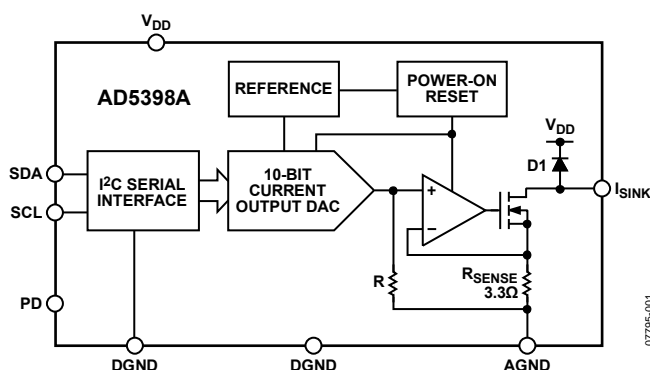 VDD
AD5398A
REFERENCE
POWER-ON
RESET
VDD
D1
SDA
SCL
I2C SERIAL
INTERFACE
10-BIT
CURRENT
OUTPUT DAC
+
−
ISINK
R
RSENSE
3.3Ω
PD
DGND
DGND
AGND
07795-001